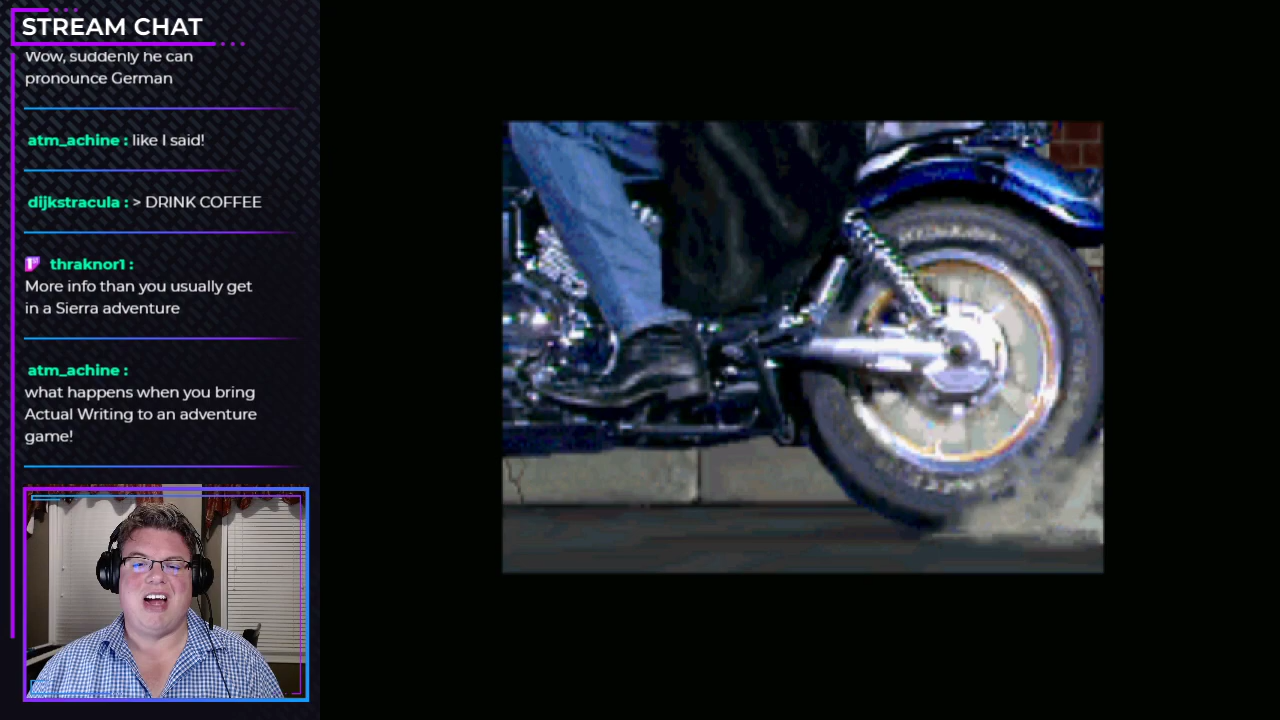 STREAM CHAT
Wow, suddenly he can
pronounce German
atm_achine : like I said!
dijkstracula : > DRINK COFFEE
thraknor1 :
More info than you usually get
in a Sierra adventure
atm_achine :
what happens when you bring
Actual Writing to an adventure
game!